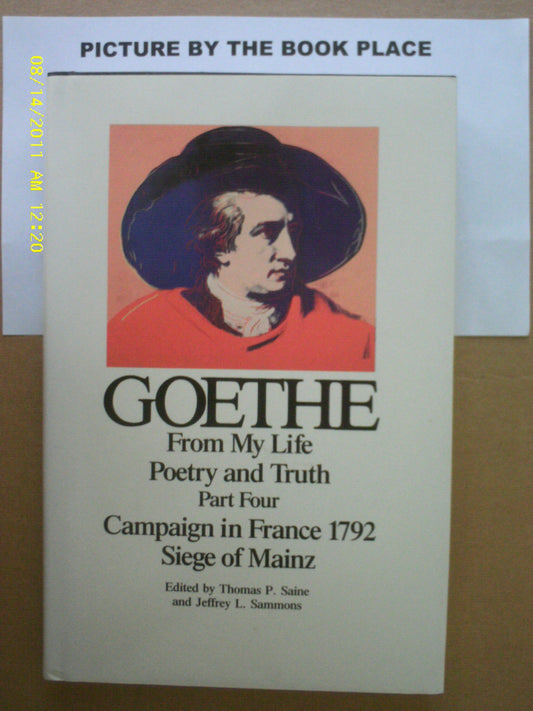 PICTURE BY THE BOOK PLACE
08/14/2011 AM 12:20
GOETHE
From My Life
Poetry and Truth
Part Four
Campaign in France 1792
Siege of Mainz
Edited by Thomas P. Saine
and Jeffrey L. Sammons